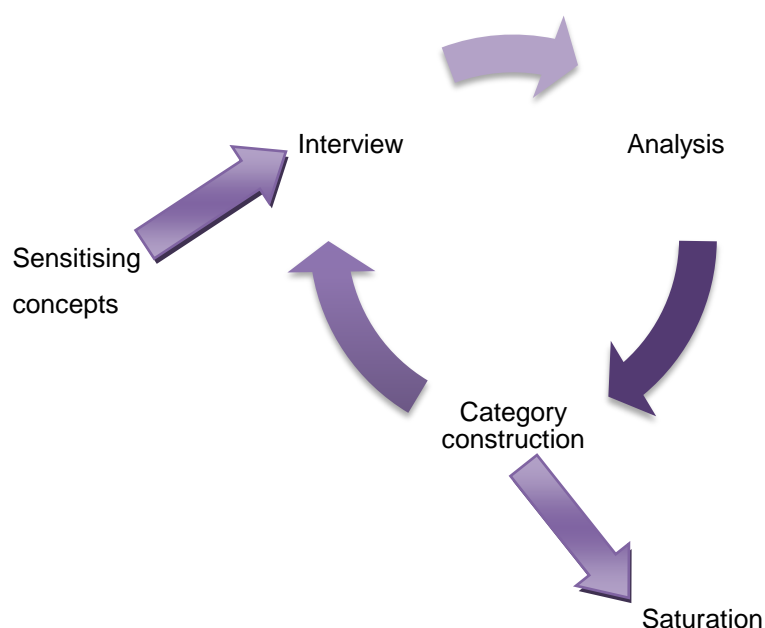 Interview
Analysis
Sensitising
concepts
Category
construction
Saturation